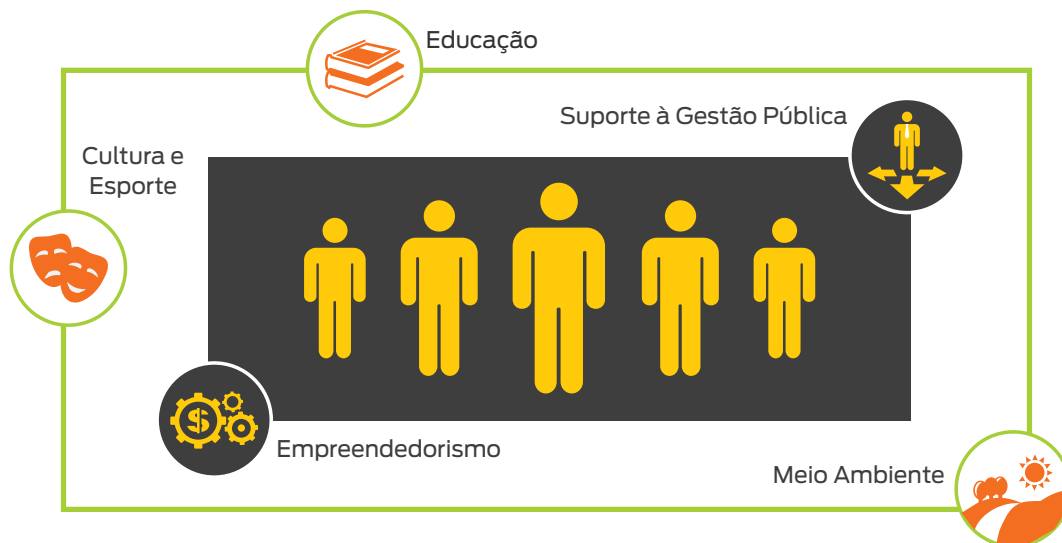 Educação
Suporte à Gestão Pública
Cultura e
Esporte
$
Empreendedorismo
Meio Ambiente